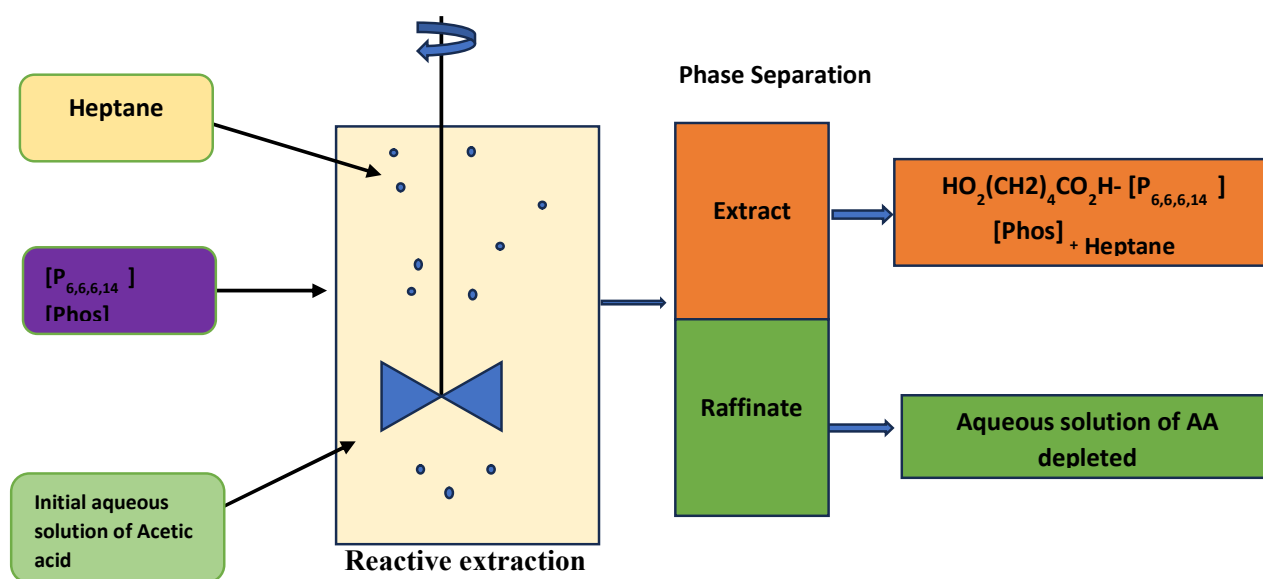 Phase Separation
Heptane
[P6,6,6,14 ]
[Phos]
Initial aqueous
solution of Acetic
acid
Reactive extraction
Extract
Raffinate
HO2(CH2)4CO2H- [P6,6,6,14 ]
[Phos] + Heptane
Aqueous solution of AA
depleted